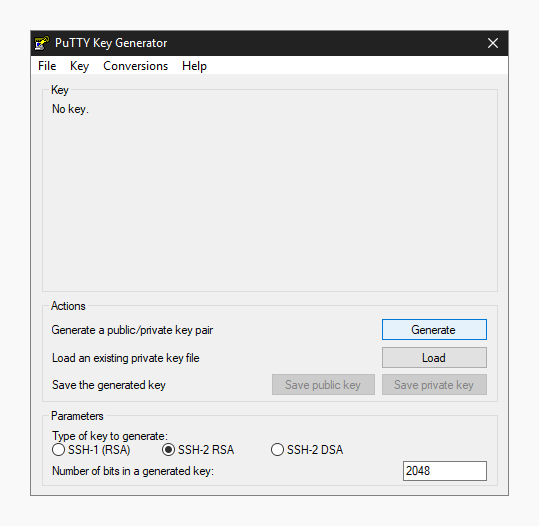 PuTTY Key Generator
File Key Conversions Help
Key
No key.
Actions
Generate a public/private key pair Generate
Load an existing private key file Load
Save the generated key Save public key Save private key
Parameters
Type of key to generate:
SSH-1 (RSA) SSH-2 RSA SSH-2 DSA
Number of bits in a generated key: 2048